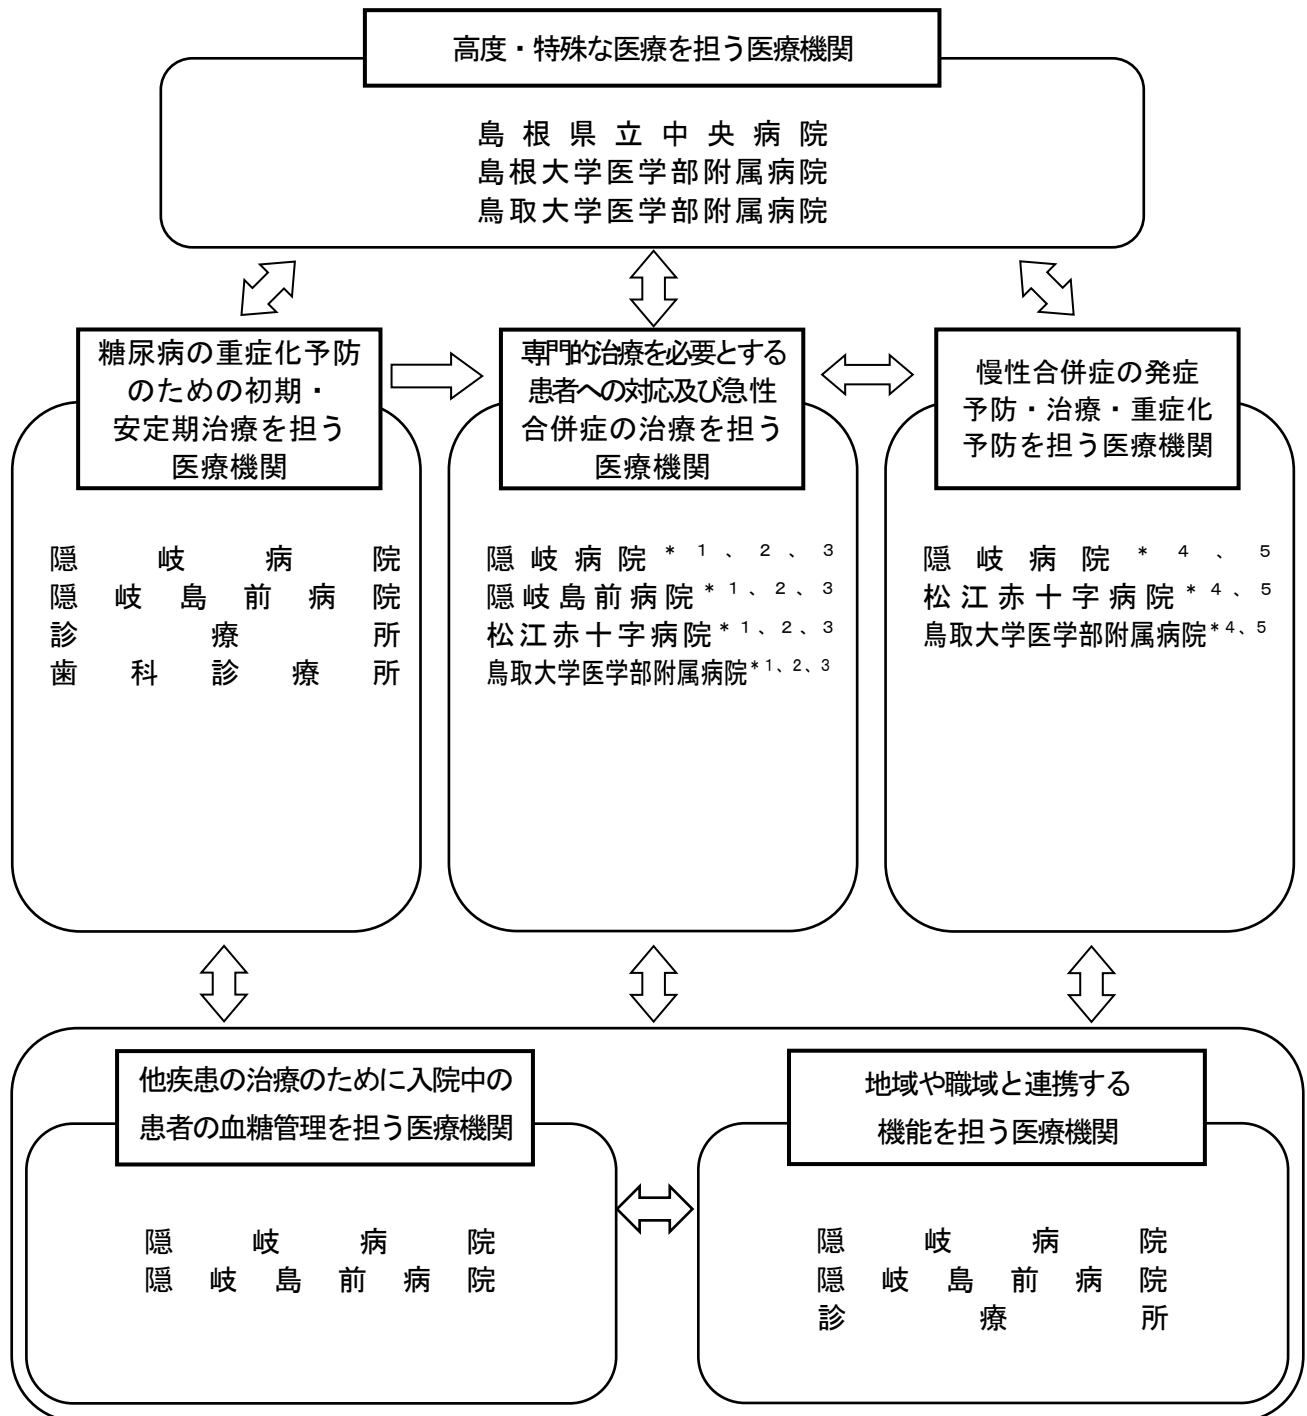 高度・特殊な医療を担う医療機関
島根県立中央病院
島根大学医学部附属病院
鳥取大学医学部附属病院
糖尿病の重症化予防
のための初期・
安定期治療を担う
医療機関
隠岐病院
隠岐島前病院
診療所
歯科診療所
専門的治療を必要とする
患者への対応及び急性
合併症の治療を担う
医療機関
隠岐病院*1、2、3
隠岐島前病院*1、2、3
松江赤十字病院*1、2、3
鳥取大学医学部附属病院*1、2、3
慢性合併症の発症
予防・治療・重症化
予防を担う医療機関
隠岐病院*4、5
松江赤十字病院*4、5
鳥取大学医学部附属病院*4、5
他疾患の治療のために入院中の
患者の血糖管理を担う医療機関
隠岐病院
隠岐島前病院
地域や職域と連携する
機能を担う医療機関
隠岐病院
隠岐島前病院
診療所